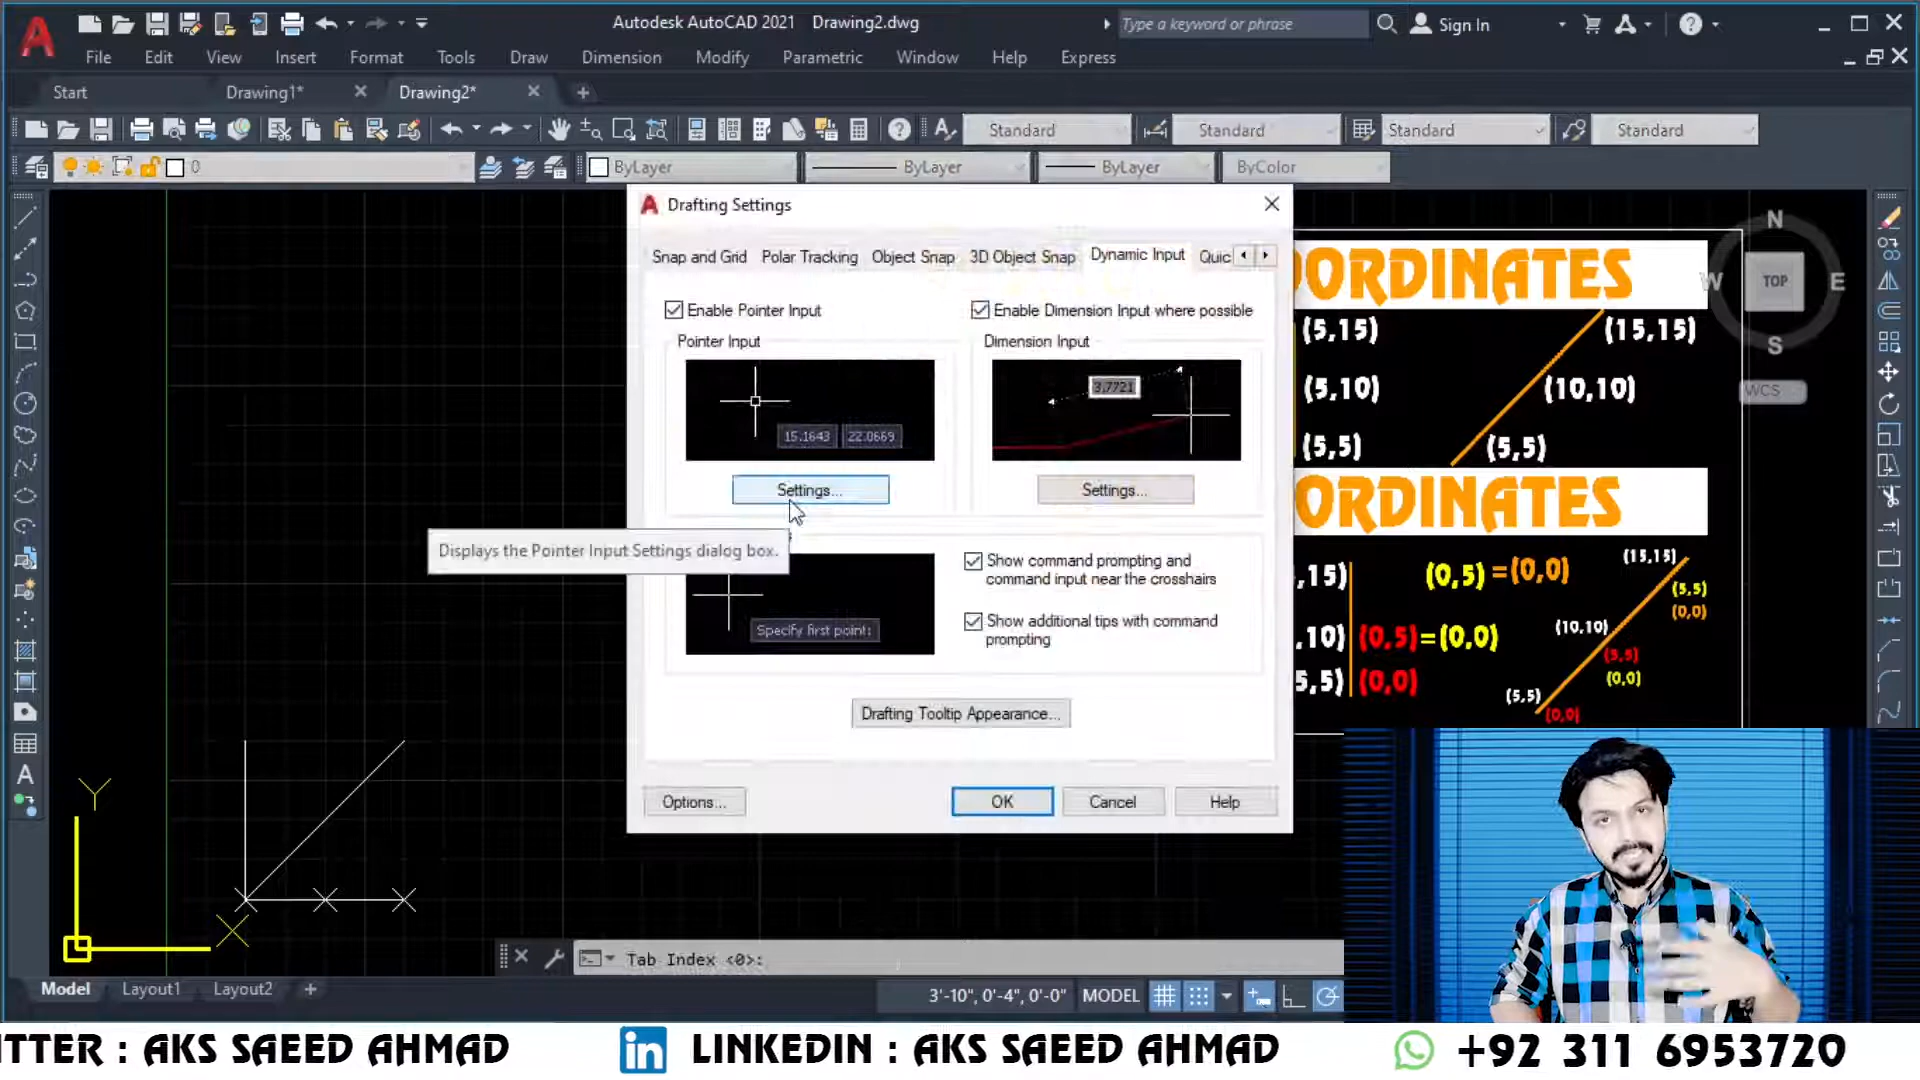 Autodesk AutoCAD 2021 Drawing2.dwg
Type a keyword or phrase
Sign In
File Edit View Insert Format Tools Draw Dimension Modify Parametric Window Help Express
Start Drawing1* Drawing2*
Standard Standard Standard Standard
0 ByLayer ByLayer ByLayer ByColor
Drafting Settings
Snap and Grid Polar Tracking Object Snap 3D Object Snap Dynamic Input Quic
Enable Pointer Input
Enable Dimension Input where possible
Pointer Input
Dimension Input
3.7721
15.1643 22.0669
Settings...
Settings...
Displays the Pointer Input Settings dialog box.
Show command prompting and
command input near the crosshairs
Specify first point:
Show additional tips with command
prompting
Drafting Tooltip Appearance...
Options...
OK
Cancel
Help
OORDINATES
(5,15) (15,15)
(5,10) (10,10)
(5,5) (5,5)
ORDINATES
,15) (0,5) =(0,0)
,10) (0,5)=(0,0)
5,5) (0,0)
(15,15)
(5,5)
(0,0)
(10,10)
(5,5)
(0,0)
(5,5)
(0,0)
N
W TOP E
S
WCS
Y
X
Tab Index <0>:
Model Layout1 Layout2
3'-10", 0'-4", 0'-0" MODEL
ITTER : AKS SAEED AHMAD in LINKEDIN : AKS SAEED AHMAD +92 311 6953720